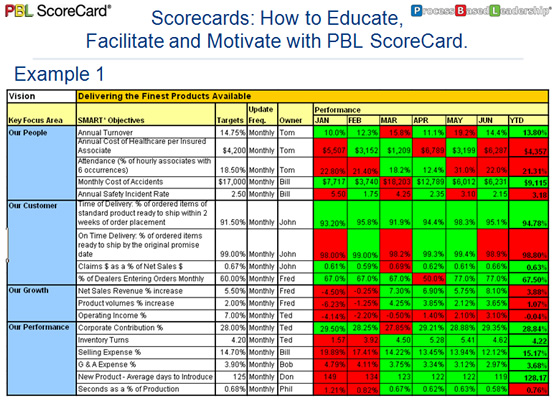 PBL ScoreCard®
Scorecards: How to Educate,
Process Based Leadership®
Facilitate and Motivate with PBL ScoreCard.
Example 1
Vision Delivering the Finest Products Available
Key Focus Area SMART* Objectives Targets Update Freq. Owner Performance JAN FEB MAR APR MAY JUN YTD
Our People Annual Turnover 14.75% Monthly Tom 10.0% 12.3% 15.8% 11.1% 19.2% 14.4% 13.80%
Annual Cost of Healthcare per Insured
Associate $4,200 Monthly Tom $5,507 $3,152 $1,209 $6,789 $3,199 $6,287 $4,357
Attendance (% of hourly associates with
6 occurrences) 18.50% Monthly Tom 22.80% 21.40% 18.2% 12.4% 31.0% 22.0% 21.31%
Monthly Cost of Accidents $17,000 Monthly Bill $7,717 $3,740 $18,203 $12,789 $6,012 $6,231 $9,115
Annual Safety Incident Rate 2.50 Monthly Bill 5.50 1.75 4.25 2.35 3.10 2.15 3.18
Our Customer Time of Delivery: % of ordered items of
standard product ready to ship within 2
weeks of order placement 91.50% Monthly John 93.20% 95.8% 91.9% 94.4% 98.3% 95.1% 94.78%
On Time Delivery: % of ordered items
ready to ship by the original promise
date 99.00% Monthly John 98.00% 99.00% 98.2% 99.3% 99.4% 98.9% 98.80%
Claims $ as a % of Net Sales $ 0.67% Monthly John 0.61% 0.59% 0.69% 0.62% 0.61% 0.66% 0.63%
% of Dealers Entering Orders Monthly 60.00% Monthly Fred 67.0% 67.0% 67.0% 50.0% 77.0% 77.0% 67.50%
Our Growth Net Sales Revenue % increase 5.50% Monthly Fred -4.50% -0.25% 7.30% 6.90% 5.75% 8.10% 3.88%
Product volumes % increase 2.00% Monthly Fred -5.23% -1.25% 4.25% 3.85% 2.12% 3.65% 1.07%
Operating Income % 7.00% Monthly Ted -4.14% -2.20% -0.50% 1.40% 2.10% 3.10% -0.04%
Our Performance Corporate Contribution % 28.00% Monthly Ted 29.50% 28.25% 27.85% 29.21% 28.88% 29.35% 28.84%
Inventory Turns 4.20 Monthly Ted 1.57 3.92 4.50 5.28 5.41 4.62 4.22
Selling Expense % 14.70% Monthly Bill 19.99% 17.41% 14.22% 13.45% 13.94% 12.12% 15.17%
G & A Expense % 3.90% Monthly Bob 4.79% 4.11% 3.75% 3.34% 3.12% 2.97% 3.68%
New Product - Average days to Introduce 125 Monthly Don 149 134 123 122 122 119 128.17
Seconds as a % of Production 0.68% Monthly Phil 1.21% 0.82% 0.67% 0.62% 0.63% 0.58 0.76%